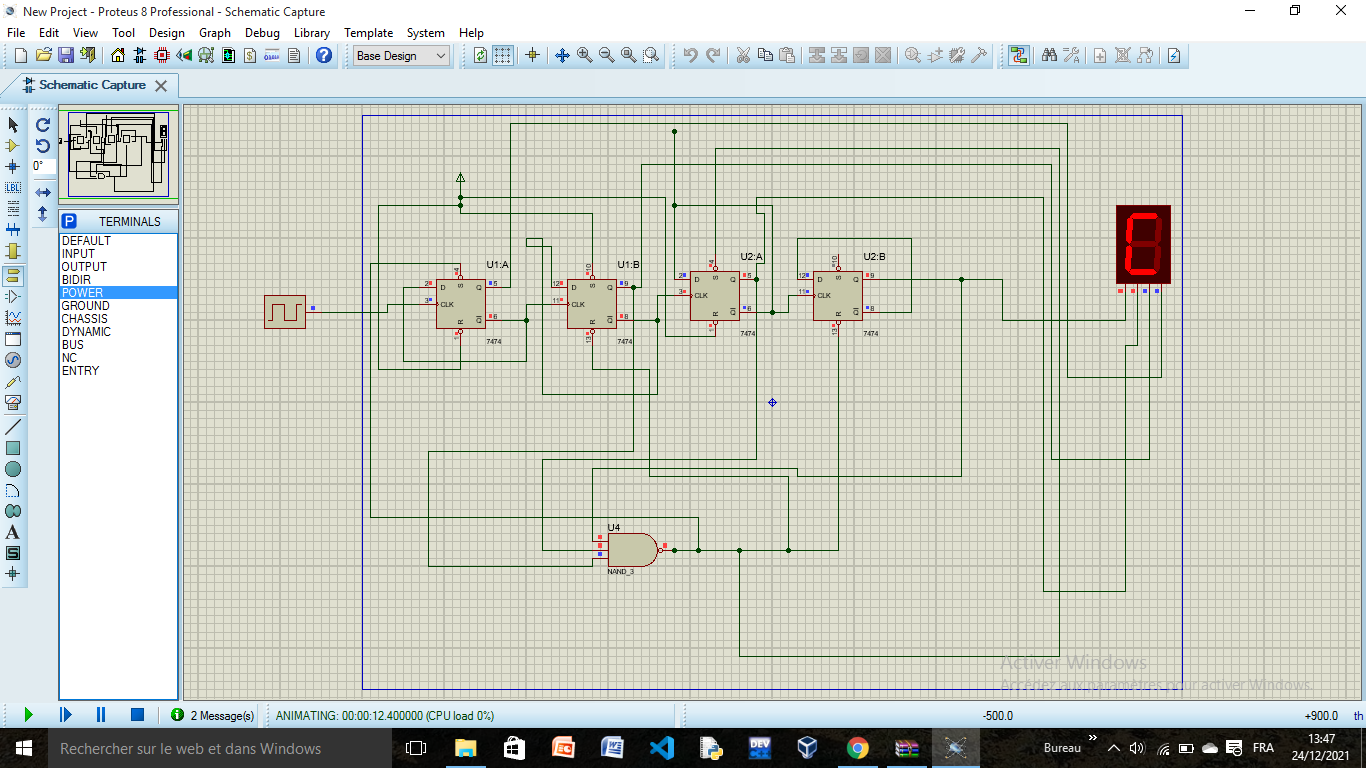 New Project - Proteus 8 Professional - Schematic Capture
File Edit View Tool Design Graph Debug Library Template System Help
Base Design
Schematic Capture
0°
P TERMINALS
DEFAULT
INPUT
OUTPUT
BIDIR
POWER
GROUND
CHASSIS
DYNAMIC
BUS
NC
ENTRY
LBL
A
S
U1:A
U1:B
U2:A
U2:B
4
10
4
10
2 D S Q 5
12 D S Q 9
2 D S Q 5
12 D S Q 9
3 CLK
11 CLK
3 CLK
11 CLK
R Q 6
R Q 8
R Q 6
R Q 8
1
13
1
13
7474
7474
7474
7474
C
U4
NAND_3
Activer Windows
Accédez aux paramètres pour activer Windows.
2 Message(s)
ANIMATING: 00:00:12.400000 (CPU load 0%)
-500.0
+900.0
th
Rechercher sur le web et dans Windows
DEV
Bureau
FRA
13:47
24/12/2021